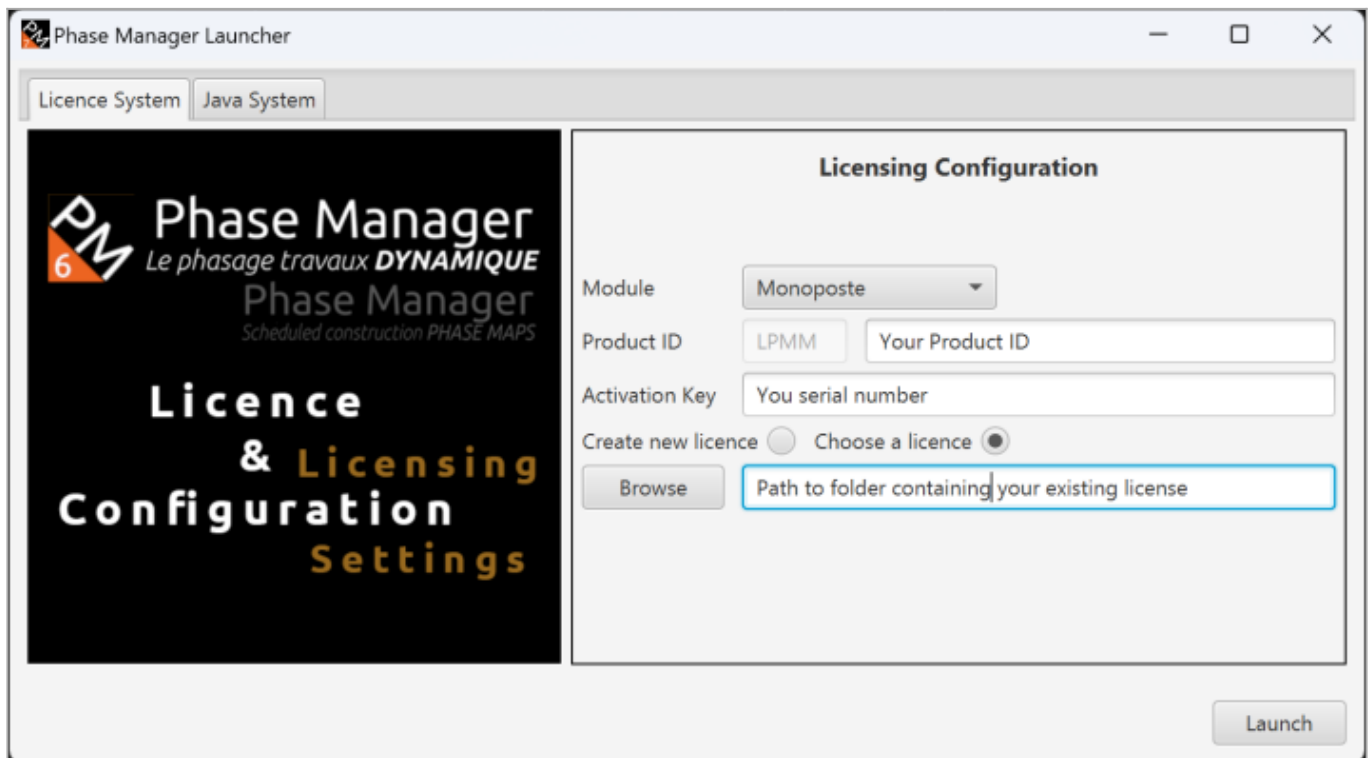 PM Phase Manager Launcher
Licence System Java System
PM 6
Phase Manager
Le phasage travaux DYNAMIQUE
Phase Manager
Scheduled construction PHASE MAPS
Licence
& Licensing
Configuration
Settings
Licensing Configuration
Module Monoposte
Product ID LPMM Your Product ID
Activation Key You serial number
Create new licence Choose a licence
Browse Path to folder containing your existing license
Launch